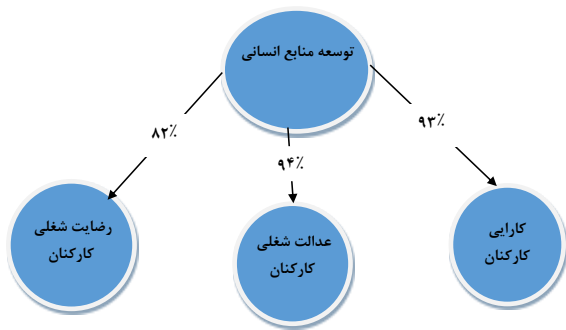 توسعه منابع انسانی
۹۳٪
۸۲٪
۹۴٪
کارایی
کارکنان
عدالت شغلی
کارکنان
رضایت شغلی
کارکنان